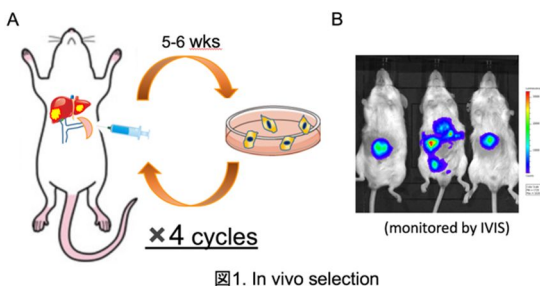 A
5-6 wks
×4 cycles
B
(monitored by IVIS)
図1. In vivo selection